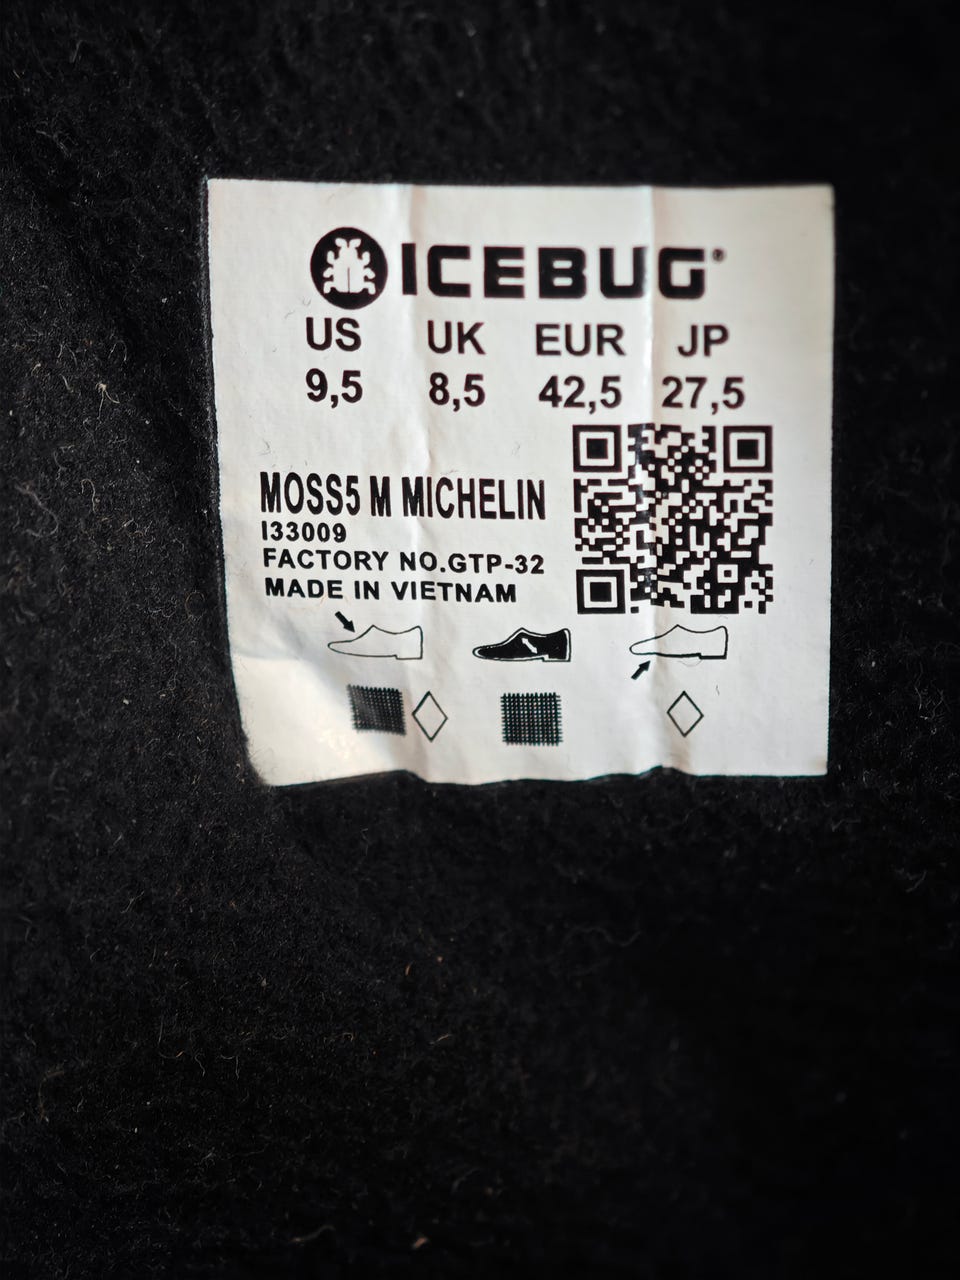 ICEBUG®
US UK EUR JP
9,5 8,5 42,5 27,5
MOSS5 M MICHELIN
I33009
FACTORY NO.GTP-32
MADE IN VIETNAM